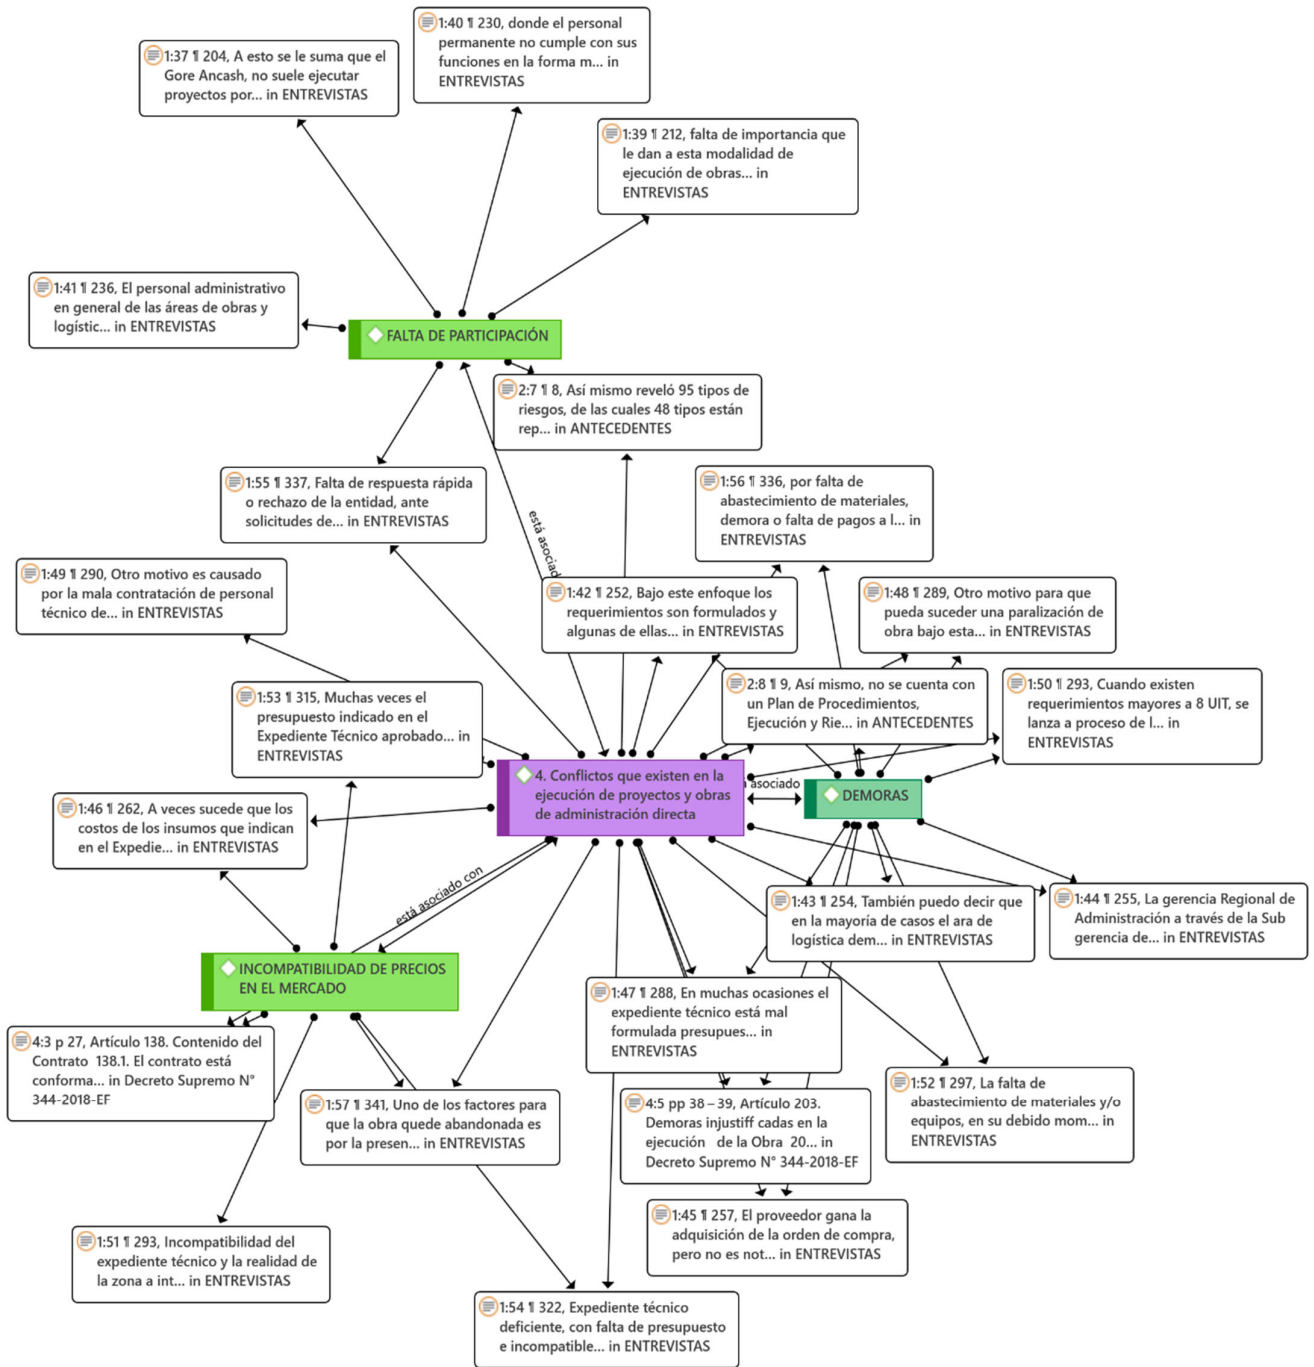 1:40 ¶ 230, donde el personal
permanente no cumple con sus
funciones en la forma m... in
ENTREVISTAS
1:37 ¶ 204, A esto se le suma que el
Gore Ancash, no suele ejecutar
proyectos por... in ENTREVISTAS
1:39 ¶ 212, falta de importancia que
le dan a esta modalidad de
ejecución de obras... in
ENTREVISTAS
1:41 ¶ 236, El personal administrativo
en general de las áreas de obras y
logístic... in ENTREVISTAS
FALTA DE PARTICIPACIÓN
2:7 ¶ 8, Así mismo reveló 95 tipos de
riesgos, de las cuales 48 tipos están
rep... in ANTECEDENTES
1:55 ¶ 337, Falta de respuesta rápida
o rechazo de la entidad, ante
solicitudes de... in ENTREVISTAS
1:56 ¶ 336, por falta de
abastecimiento de materiales,
demora o falta de pagos a l... in
ENTREVISTAS
está asociad
1:49 ¶ 290, Otro motivo es causado
por la mala contratación de personal
técnico de... in ENTREVISTAS
1:42 ¶ 252, Bajo este enfoque los
requerimientos son formulados y
algunas de ellas... in ENTREVISTAS
1:48 ¶ 289, Otro motivo para que
pueda suceder una paralización de
obra bajo esta... in ENTREVISTAS
1:53 ¶ 315, Muchas veces el
presupuesto indicado en el
Expediente Técnico aprobado... in
ENTREVISTAS
2:8 ¶ 9, Así mismo, no se cuenta con
un Plan de Procedimientos,
Ejecución y Rie... in ANTECEDENTES
1:50 ¶ 293, Cuando existen
requerimientos mayores a 8 UIT, se
lanza a proceso de l... in
ENTREVISTAS
4. Conflictos que existen en la
ejecución de proyectos y obras
de administración directa
asociado
DEMORAS
1:46 ¶ 262, A veces sucede que los
costos de los insumos que indican
en el Expedie... in ENTREVISTAS
está asociado con
1:43 ¶ 254, También puedo decir que
en la mayoría de casos el ara de
logística dem... in ENTREVISTAS
1:44 ¶ 255, La gerencia Regional de
Administración a través de la Sub
gerencia de... in ENTREVISTAS
INCOMPATIBILIDAD DE PRECIOS
EN EL MERCADO
1:47 ¶ 288, En muchas ocasiones el
expediente técnico está mal
formulada presupues... in
ENTREVISTAS
4:3 p 27, Artículo 138. Contenido del
Contrato 138.1. El contrato está
conforma... in Decreto Supremo N°
344-2018-EF
1:52 ¶ 297, La falta de
abastecimiento de materiales y/o
equipos, en su debido mom... in
ENTREVISTAS
1:57 ¶ 341, Uno de los factores para
que la obra quede abandonada es
por la presen... in ENTREVISTAS
4:5 pp 38 – 39, Artículo 203.
Demoras injustiff cadas en la
ejecución de la Obra 20... in
Decreto Supremo N° 344-2018-EF
1:45 ¶ 257, El proveedor gana la
adquisición de la orden de compra,
pero no es not... in ENTREVISTAS
1:51 ¶ 293, Incompatibilidad del
expediente técnico y la realidad de
la zona a int... in ENTREVISTAS
1:54 ¶ 322, Expediente técnico
deficiente, con falta de presupuesto
e incompatible... in ENTREVISTAS